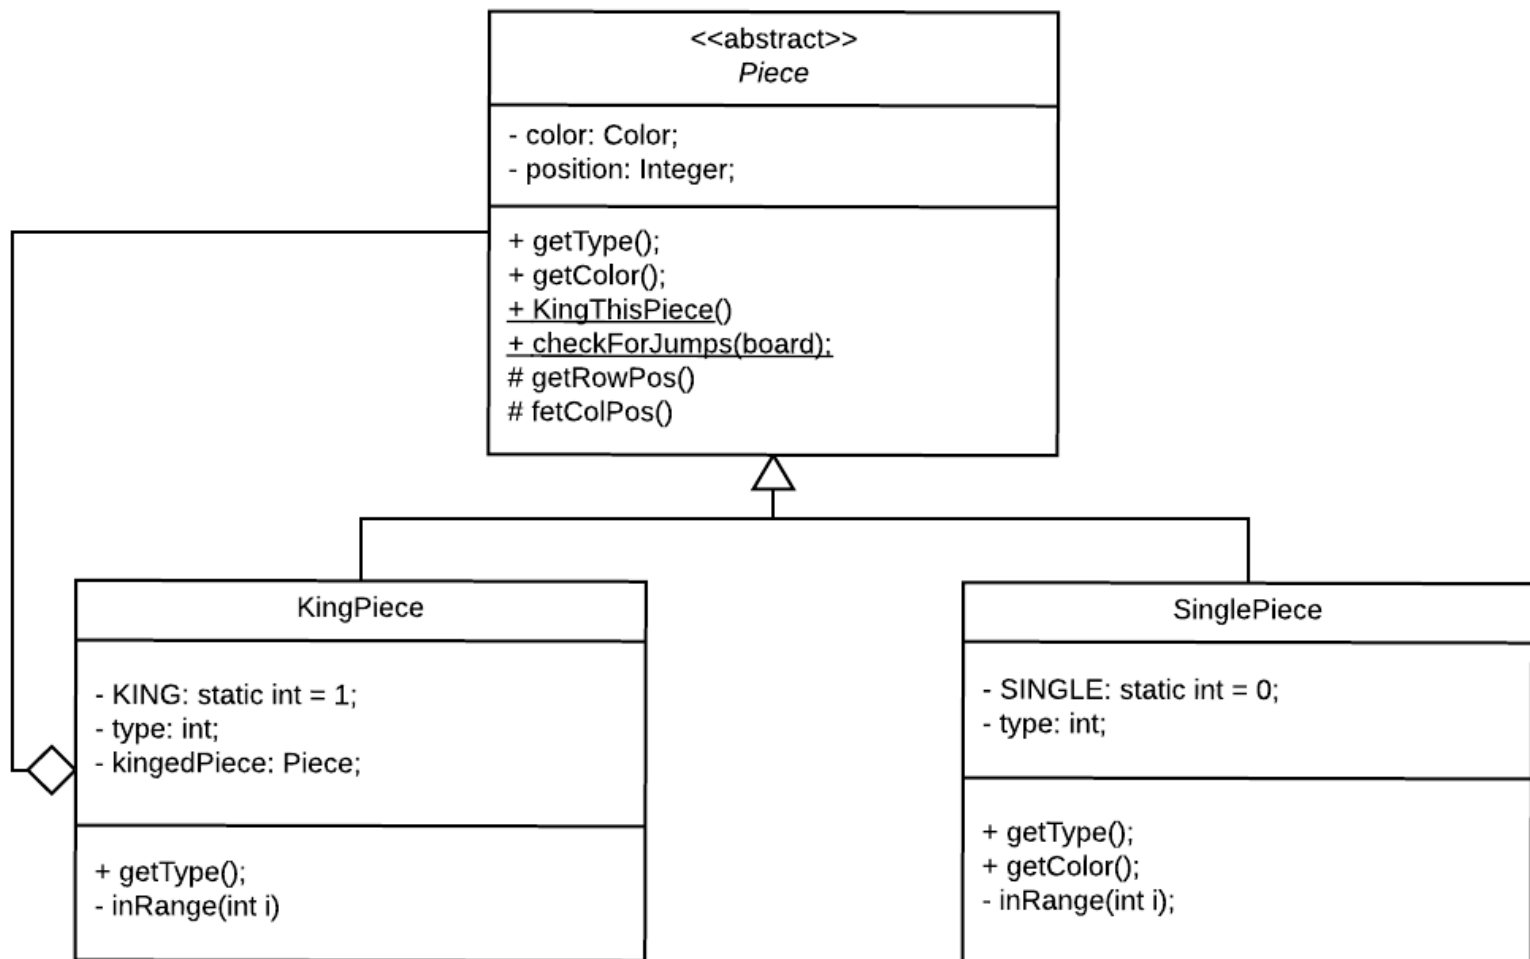 <<abstract>>
Piece
- color: Color;
- position: Integer;
+ getType();
+ getColor();
+ KingThisPiece()
+ checkForJumps(board);
# getRowPos()
# fetColPos()
KingPiece
- KING: static int = 1;
- type: int;
- kingedPiece: Piece;
+ getType();
- inRange(int i)
SinglePiece
- SINGLE: static int = 0;
- type: int;
+ getType();
+ getColor();
- inRange(int i);